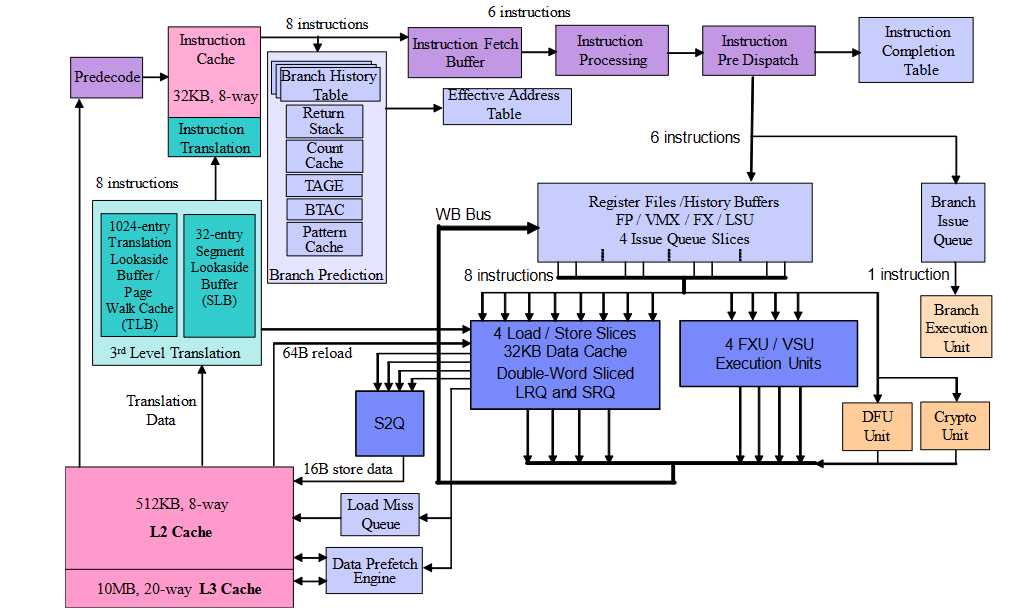 8 instructions
6 instructions
Instruction
Cache
32KB, 8-way
Instruction
Translation
Predecode
Instruction Fetch
Buffer
Instruction
Processing
Instruction
Pre Dispatch
Instruction
Completion
Table
Branch History
Table
Return
Stack
Count
Cache
TAGE
BTAC
Pattern
Cache
Branch Prediction
Effective Address
Table
6 instructions
8 instructions
1024-entry
Translation
Lookaside
Buffer /
Page
Walk Cache
(TLB)
32-entry
Segment
Lookaside
Buffer
(SLB)
3rd Level Translation
WB Bus
Register Files /History Buffers
FP / VMX / FX / LSU
4 Issue Queue Slices
Branch
Issue
Queue
8 instructions
1 instruction
Branch
Execution
Unit
4 Load / Store Slices
32KB Data Cache
Double-Word Sliced
LRQ and SRQ
4 FXU / VSU
Execution Units
64B reload
Translation
Data
S2Q
DFU
Unit
Crypto
Unit
16B store data
512KB, 8-way
L2 Cache
Load Miss
Queue
Data Prefetch
Engine
10MB, 20-way L3 Cache